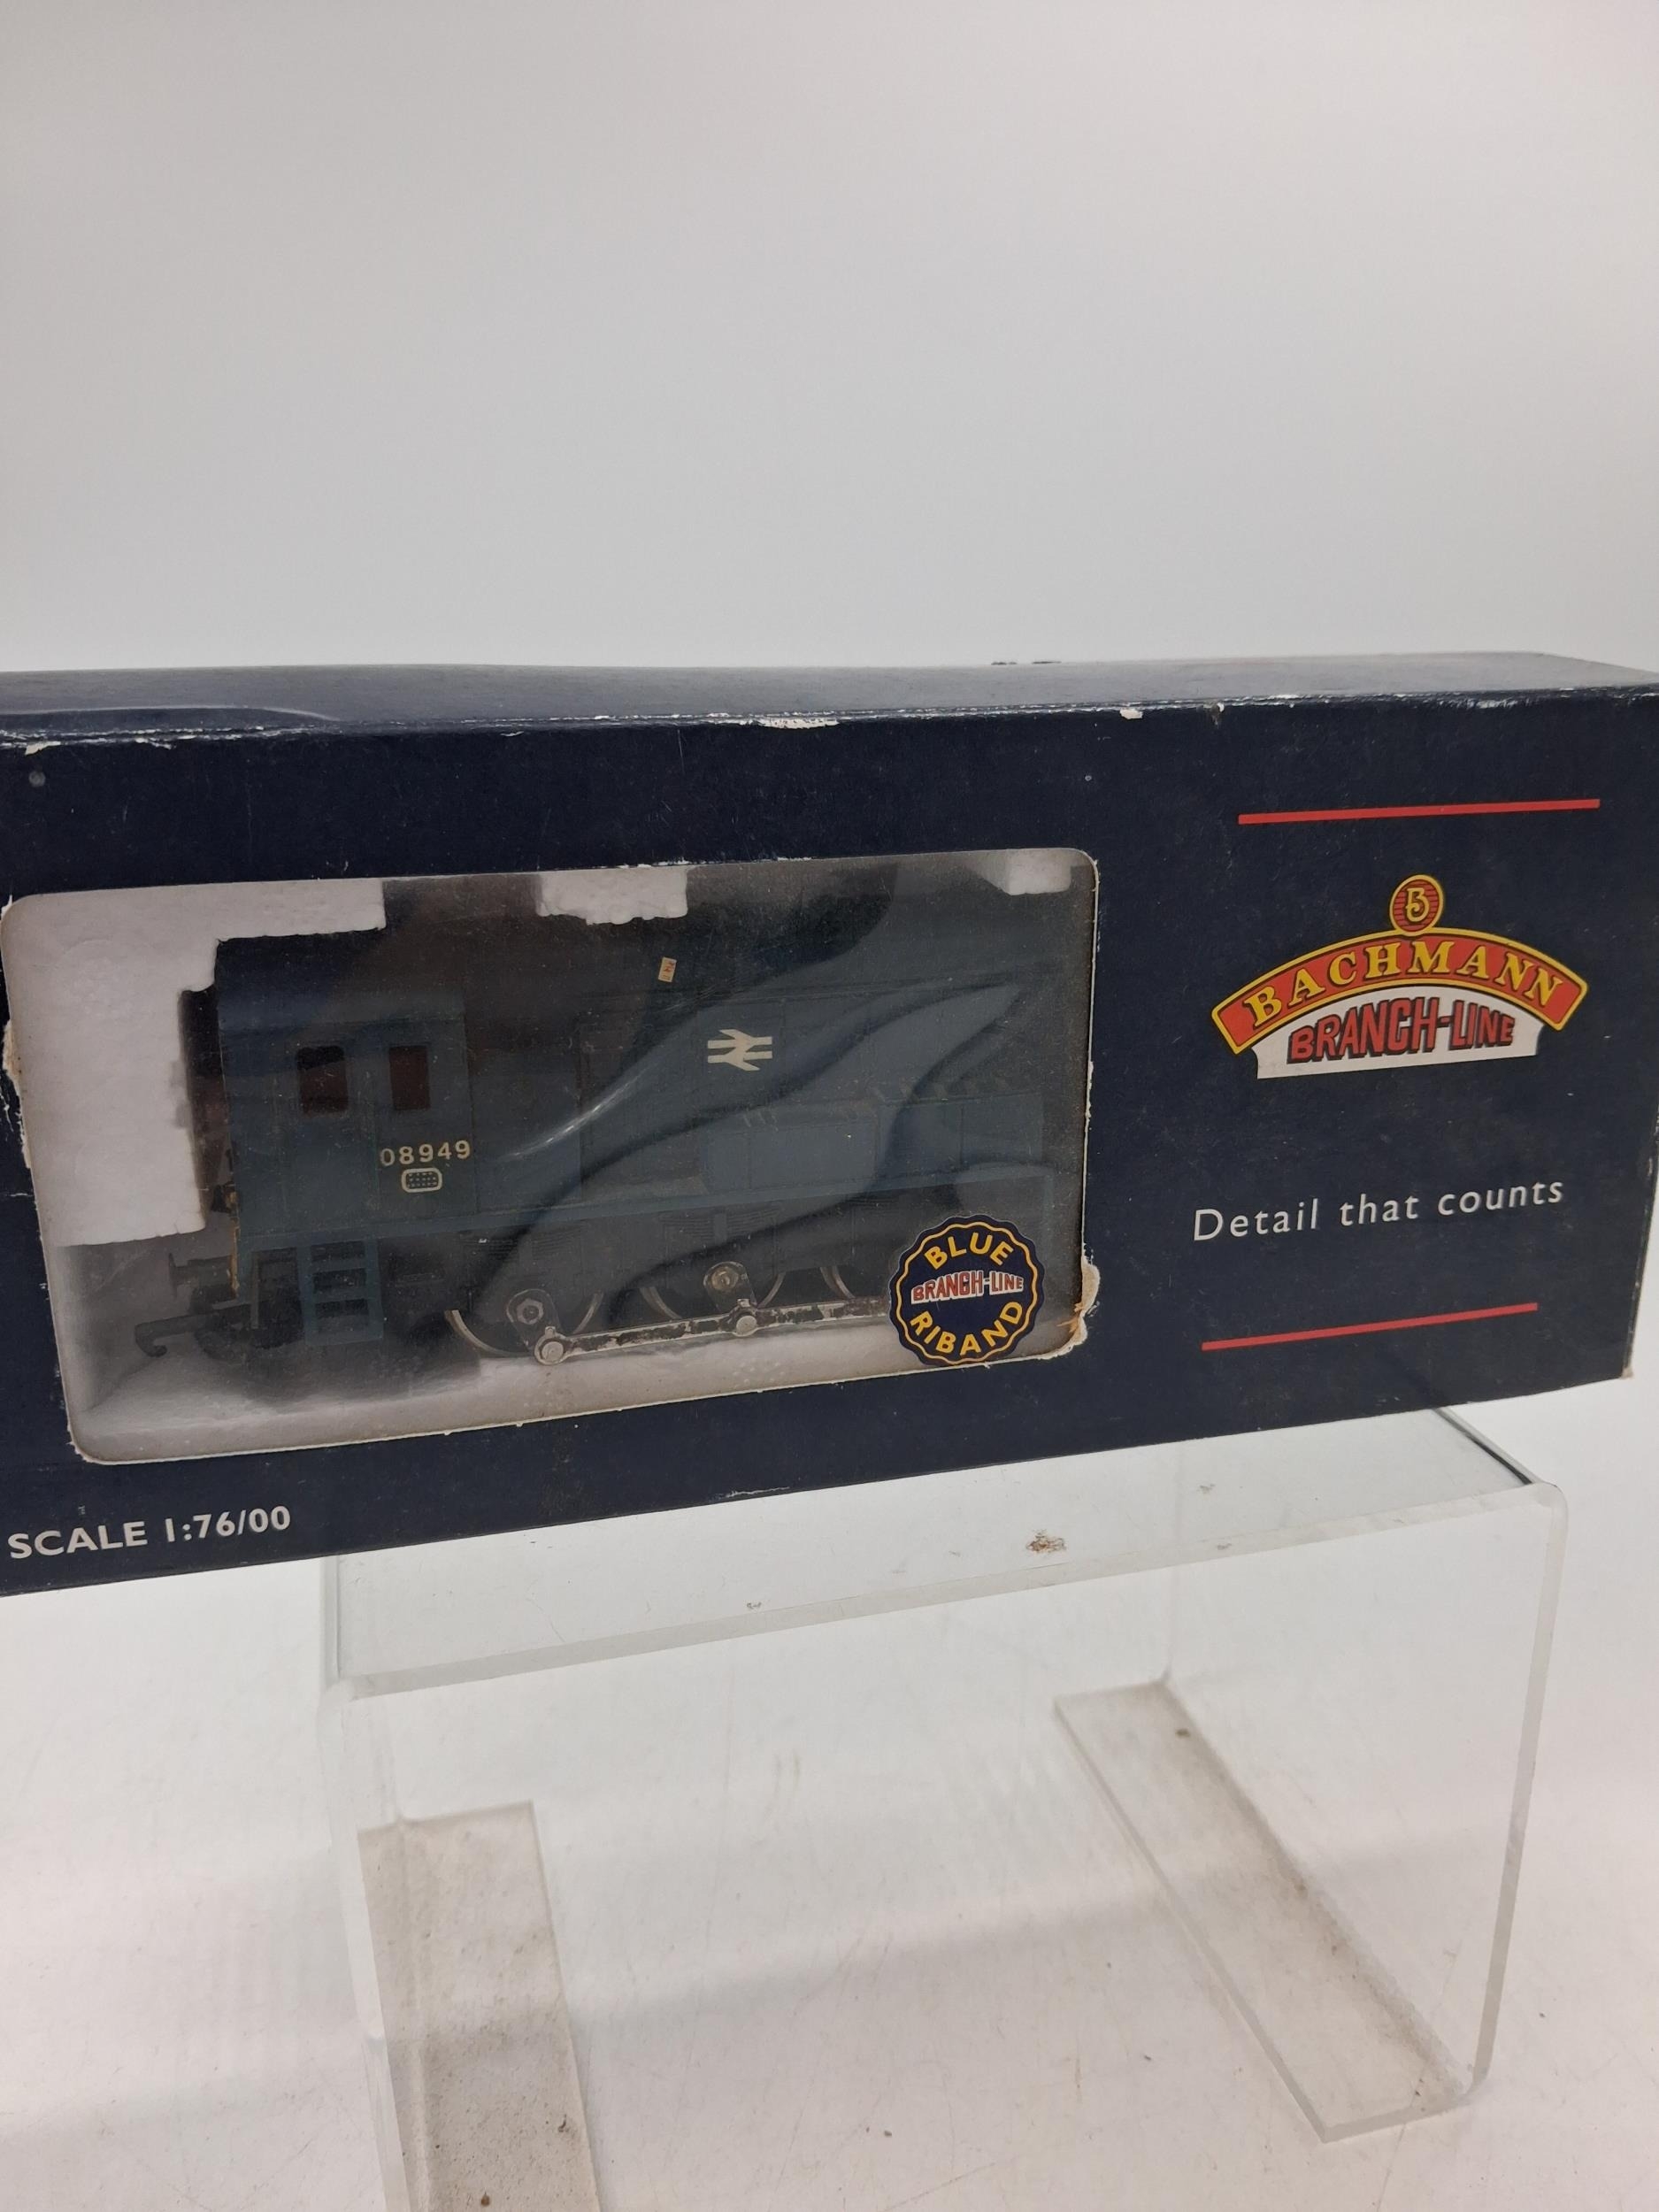 B
BACHMANN
BRANCH-LINE
08949
Detail that counts
BLUE
BRANCH-LINE
RIBAND
SCALE 1:76/00